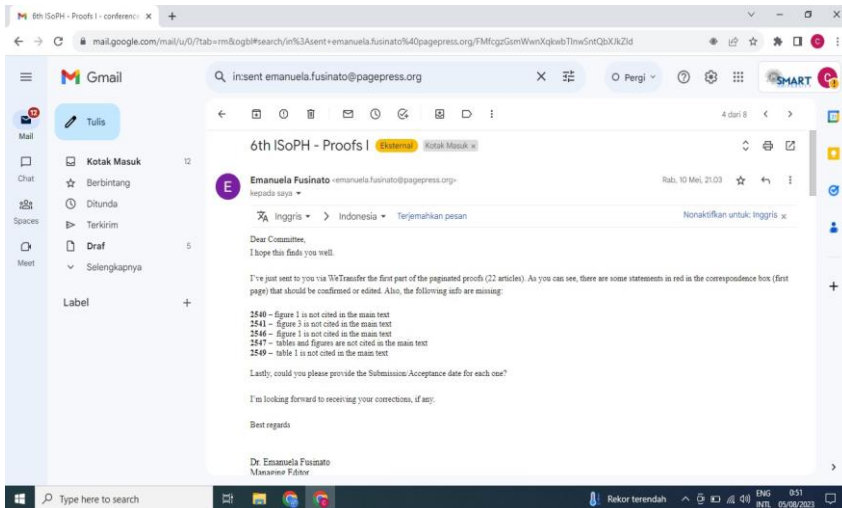 6th ISoPH - Proofs I - conferenc
mail.google.com/mail/u/0/?tab=rm&ogbl#search/in%3Asent+emanuela.fusinato%40pagepress.org/
Gmail
in:sent emanuela.fusinato@pagepress.org
Pergi
SMART
13
Mail
Chat
Spaces
Meet
Tulis
Kotak Masuk 12
Berbintang
Ditunda
Terkirim
Draf 5
Selengkapnya
Label
4 dari 8
6th ISoPH - Proofs I Eksternal Kotak Masuk x
E
Emanuela Fusinato <emanuela.fusinato@pagepress.org> Rab, 10 Mei, 21.03
kepada saya
Inggris > Indonesia Terjemahkan pesan Nonaktifkan untuk: Inggris x
Dear Committee,
I hope this finds you well.
I've just sent to you via WeTransfer the first part of the paginated proofs (22 articles). As you can see, there are some statements in red in the correspondence box (first
page) that should be confirmed or edited. Also, the following info are missing:
2540 – figure 1 is not cited in the main text
2541 – figure 3 is not cited in the main text
2546 – figure 1 is not cited in the main text
2547 – tables and figures are not cited in the main text
2549 – table 1 is not cited in the main text
Lastly, could you please provide the Submission/Acceptance date for each one?
I'm looking forward to receiving your corrections, if any.
Best regards
Dr. Emanuela Fusinato
Managing Editor
Type here to search
Rekor terendah
ENG
INTL
0:51
05/08/2023